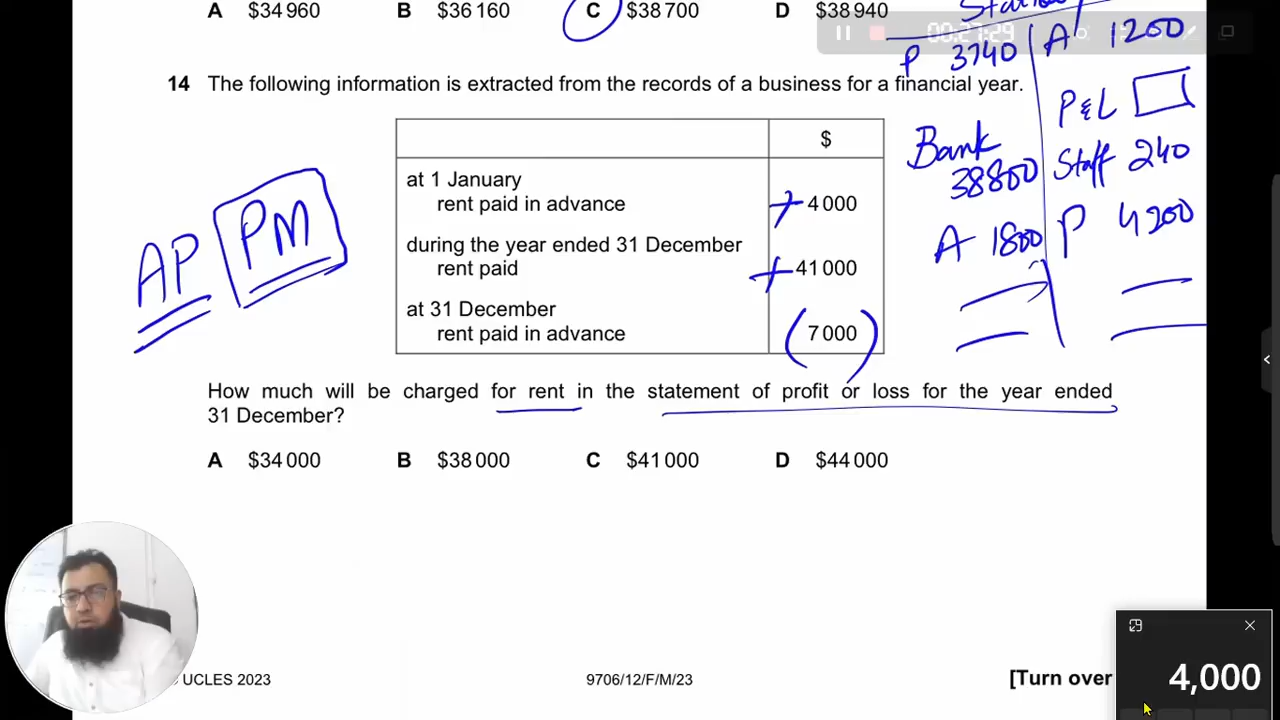 A $34 960 B $36 160 C $38 700 D $38 940
00:27:29
P 3740 A 1200
14 The following information is extracted from the records of a business for a financial year.
P & L
$
Bank
38800
Staff 240
at 1 January
rent paid in advance + 4 000
AP PM
A 1800 P 4200
during the year ended 31 December
rent paid + 41 000
at 31 December
rent paid in advance ( 7 000 )
How much will be charged for rent in the statement of profit or loss for the year ended
31 December?
A $34 000 B $38 000 C $41 000 D $44 000
4,000
UCLES 2023 9706/12/F/M/23 [Turn over